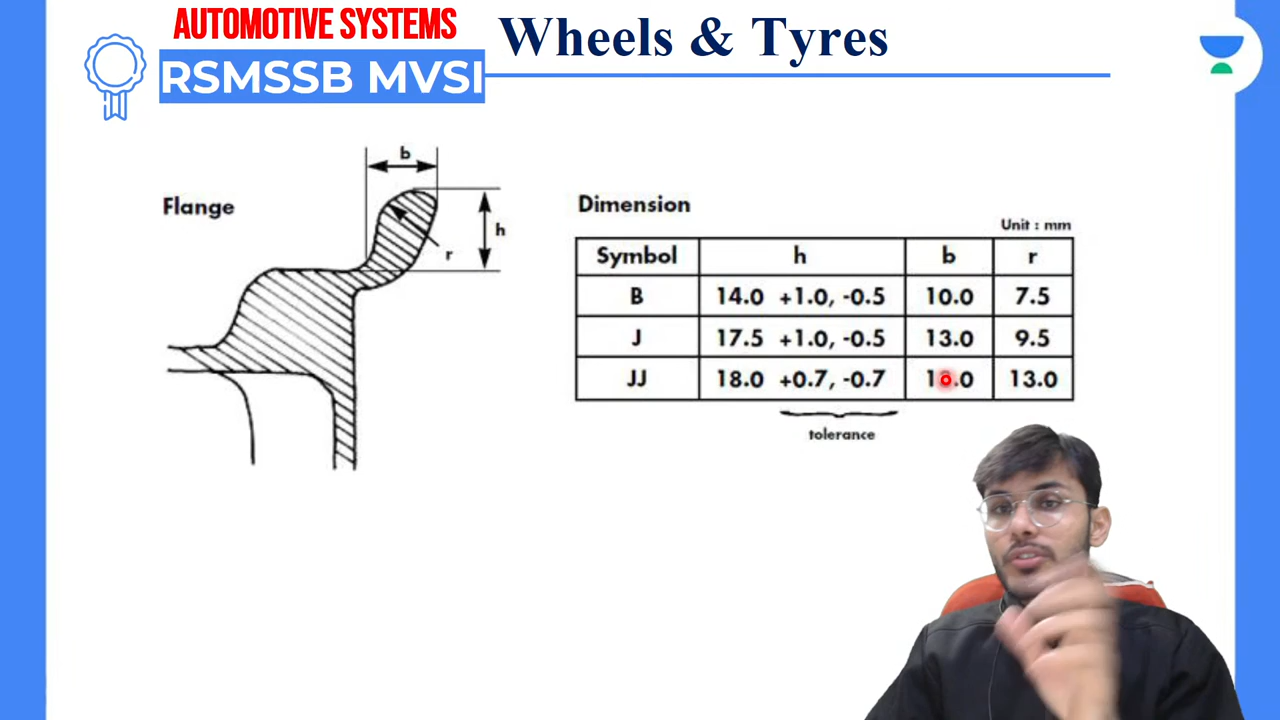 AUTOMOTIVE SYSTEMS
RSMSSB MVSI
Wheels & Tyres
Flange
b
h
r
Dimension
Unit : mm
Symbol h b r
B 14.0 +1.0, -0.5 10.0 7.5
J 17.5 +1.0, -0.5 13.0 9.5
JJ 18.0 +0.7, -0.7 13.0
tolerance